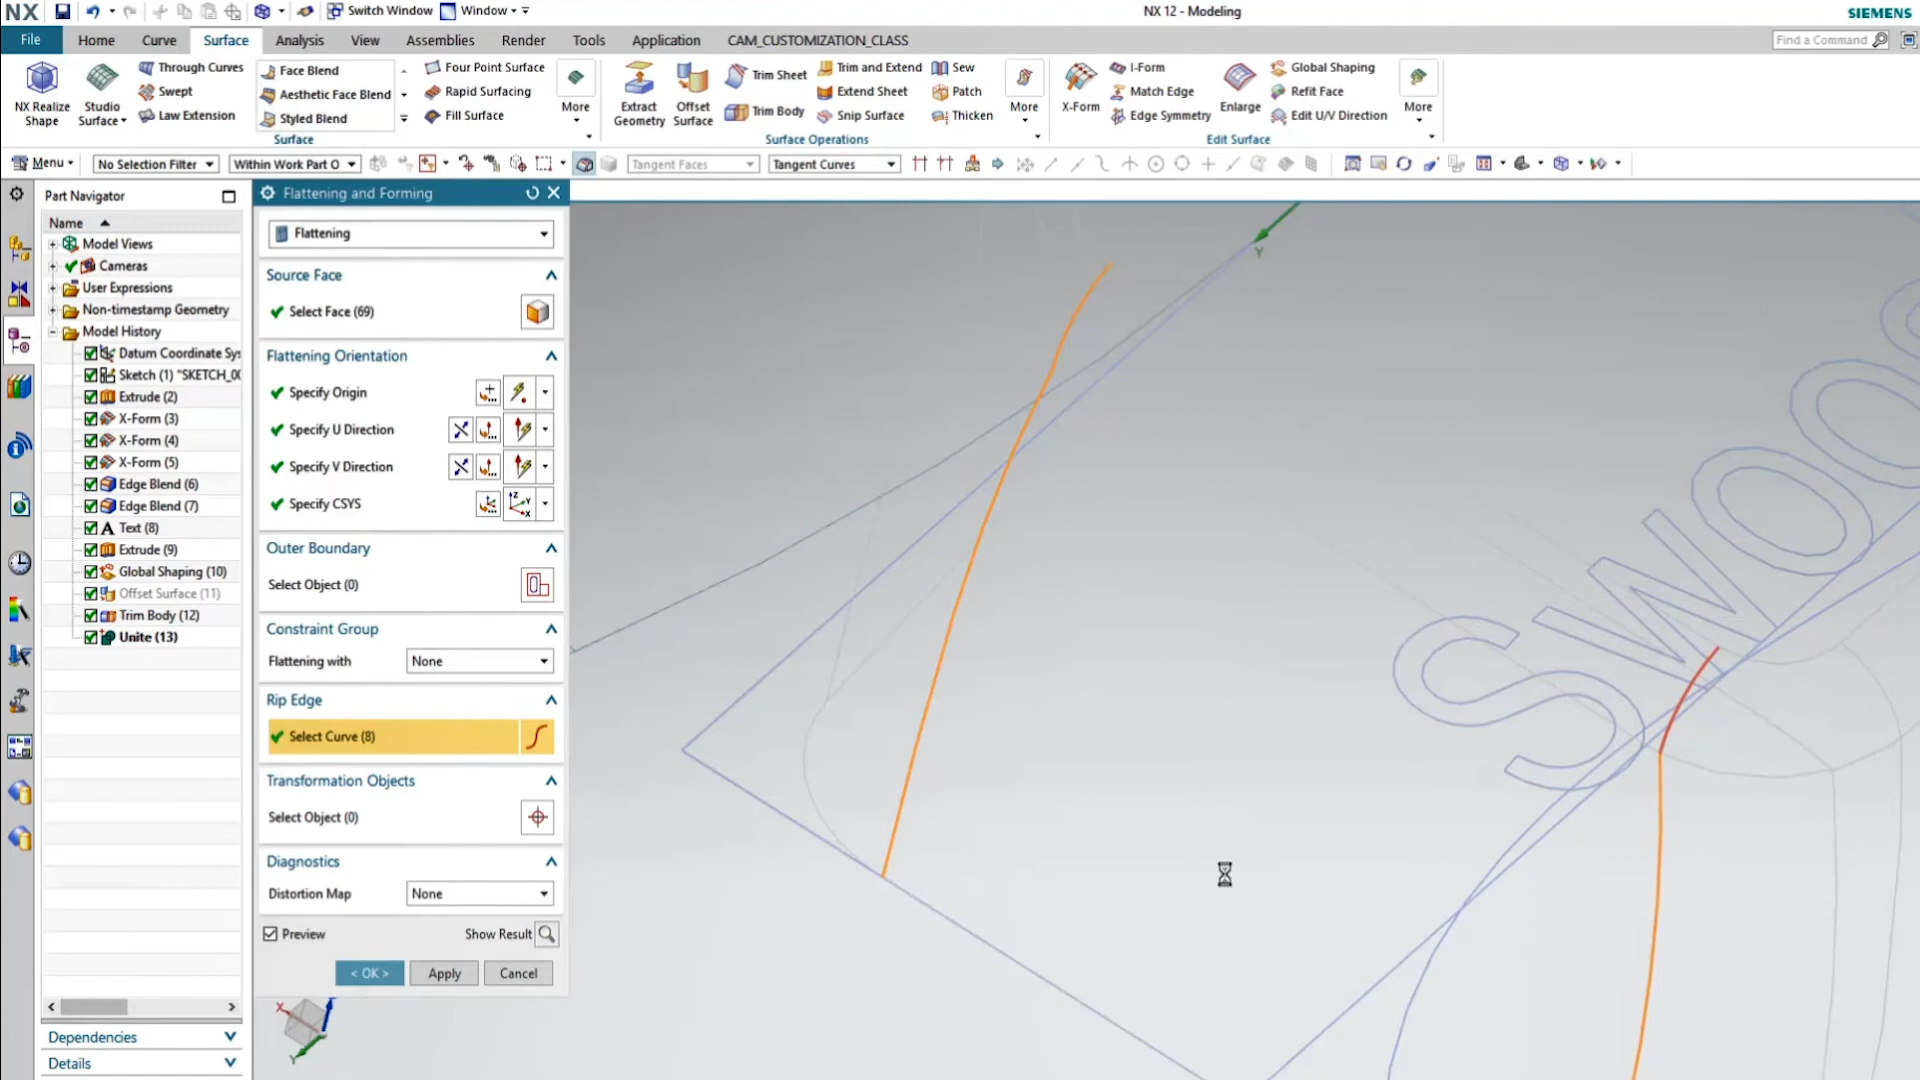 NX
Switch Window
Window
NX 12 - Modeling
SIEMENS
File
Home
Curve
Surface
Analysis
View
Assemblies
Render
Tools
Application
CAM_CUSTOMIZATION_CLASS
Find a Command
NX Realize
Shape
Studio
Surface
Through Curves
Swept
Law Extension
Face Blend
Aesthetic Face Blend
Styled Blend
Four Point Surface
Rapid Surfacing
Fill Surface
More
Surface
Extract
Geometry
Offset
Surface
Trim Sheet
Trim Body
Trim and Extend
Extend Sheet
Snip Surface
Sew
Patch
Thicken
More
Surface Operations
X-Form
I-Form
Match Edge
Edge Symmetry
Enlarge
Global Shaping
Refit Face
Edit U/V Direction
More
Edit Surface
Menu
No Selection Filter
Within Work Part O
Tangent Faces
Tangent Curves
Part Navigator
Name
Model Views
Cameras
User Expressions
Non-timestamp Geometry
Model History
Datum Coordinate Sys
Sketch (1) "SKETCH_00
Extrude (2)
X-Form (3)
X-Form (4)
X-Form (5)
Edge Blend (6)
Edge Blend (7)
Text (8)
Extrude (9)
Global Shaping (10)
Offset Surface (11)
Trim Body (12)
Unite (13)
Dependencies
Details
Flattening and Forming
Flattening
Source Face
Select Face (69)
Flattening Orientation
Specify Origin
Specify U Direction
Specify V Direction
Specify CSYS
Outer Boundary
Select Object (0)
Constraint Group
Flattening with
None
Rip Edge
Select Curve (8)
Transformation Objects
Select Object (0)
Diagnostics
Distortion Map
None
Preview
Show Result
< OK >
Apply
Cancel
X
Y
Y
SWOO